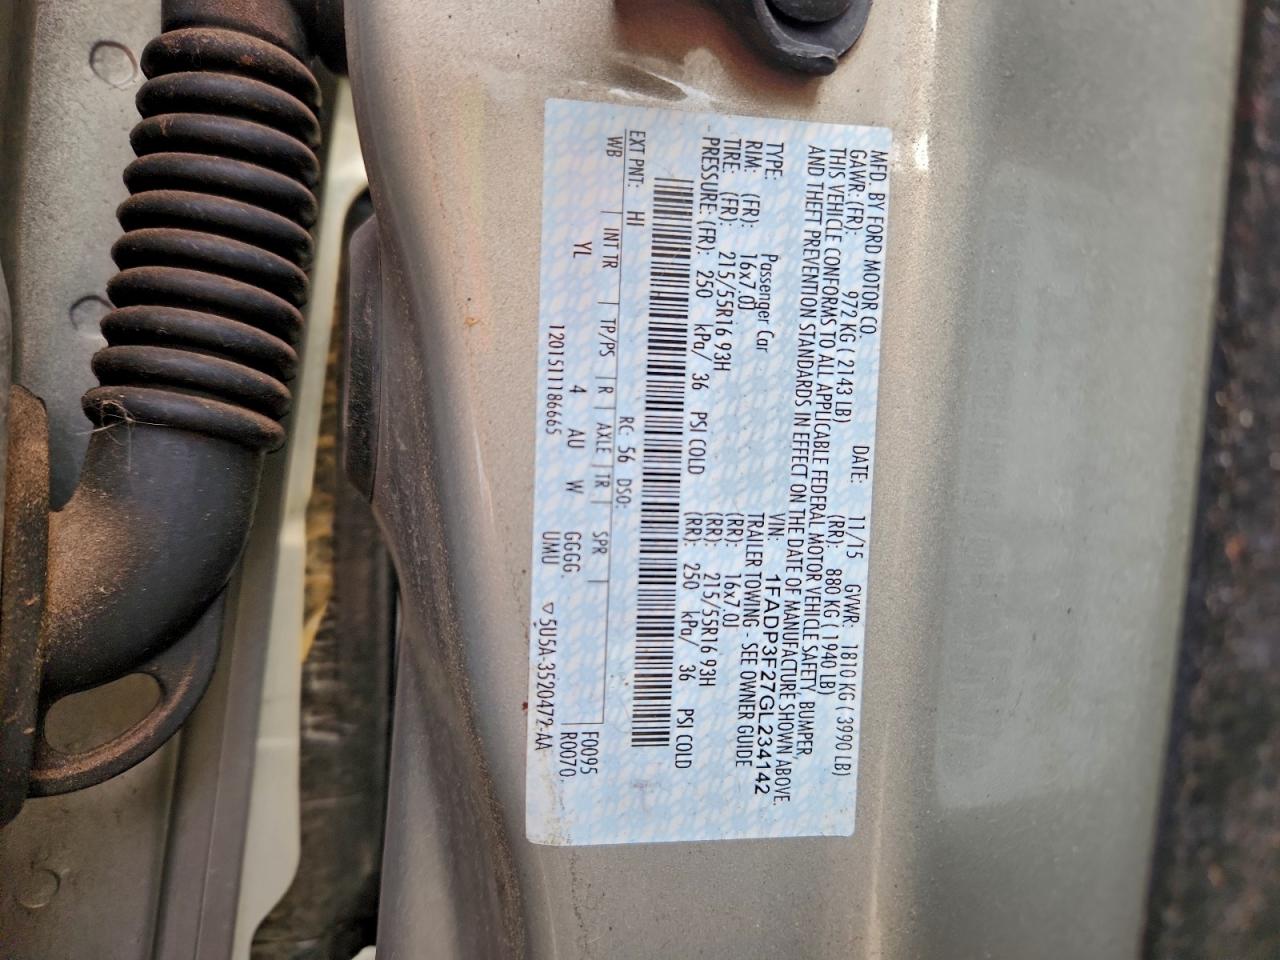 MFD. BY FORD MOTOR CO. DATE: 11/15 GVWR: 1810 KG ( 3990 LB)
GAWR: (FR): 972 KG ( 2143 LB) (RR): 880 KG ( 1940 LB)
THIS VEHICLE CONFORMS TO ALL APPLICABLE FEDERAL MOTOR VEHICLE SAFETY, BUMPER,
AND THEFT PREVENTION STANDARDS IN EFFECT ON THE DATE OF MANUFACTURE SHOWN ABOVE.
VIN: 1FADP3F27GL234142
TYPE: Passenger Car TRAILER TOWING - SEE OWNER GUIDE
RIM: (FR): 16x7.0J (RR): 16x7.0J
TIRE: (FR): 215/55R16 93H (RR): 215/55R16 93H
PRESSURE: (FR): 250 kPa/ 36 PSI COLD (RR): 250 kPa/ 36 PSI COLD
RC: 56 DSO: F0095
EXT PNT: HI R0070
WB INT TR TP/PS R AXLE TR SPR
YL 4 AU W GGGG
UMU
1201511186665 ▽5U5A-3520472-AA